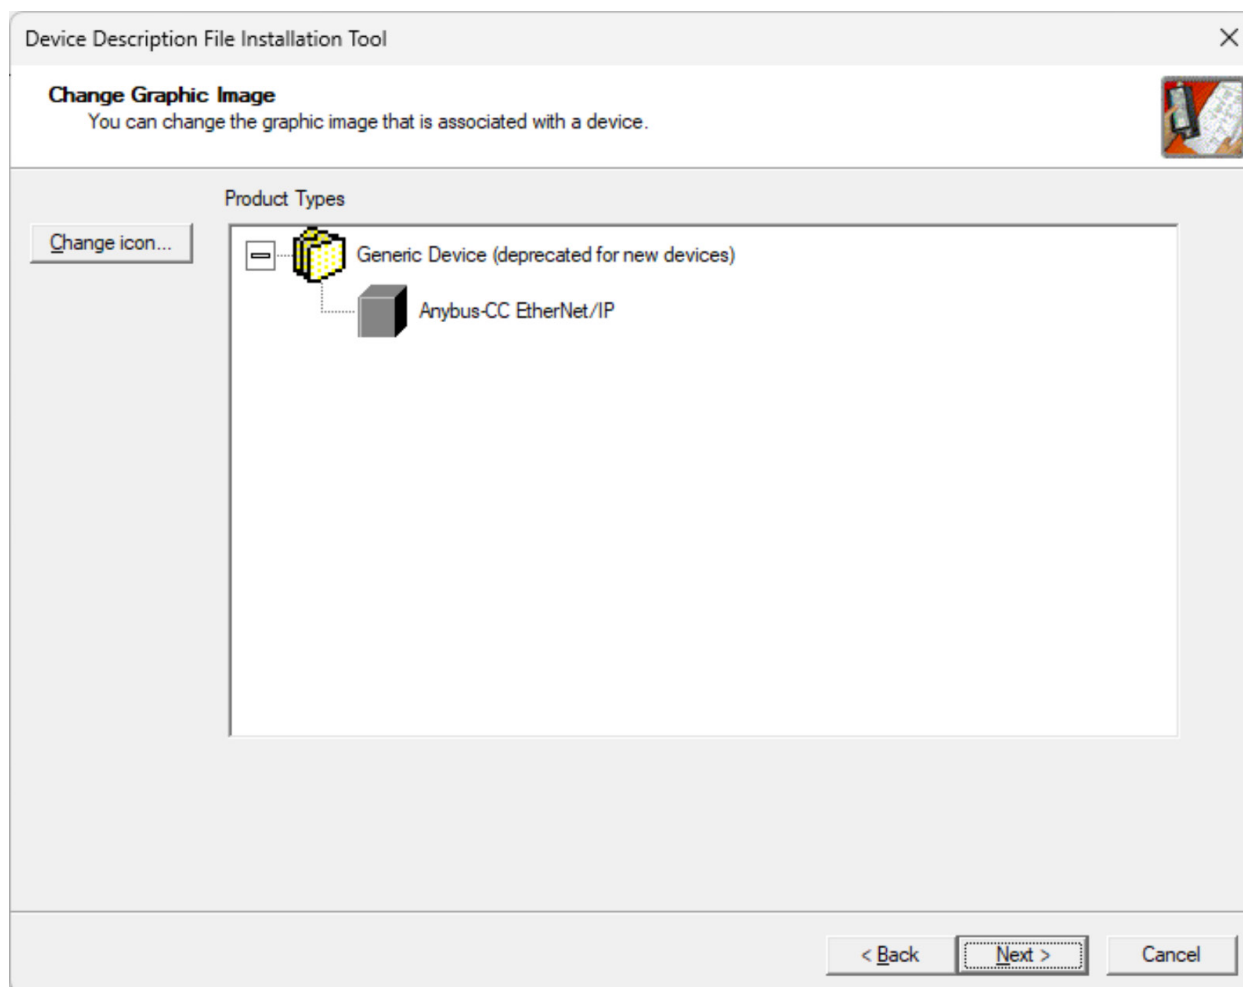 Device Description File Installation Tool
Change Graphic Image
You can change the graphic image that is associated with a device.
Product Types
Change icon...
Generic Device (deprecated for new devices)
Anybus-CC EtherNet/IP
< Back
Next >
Cancel